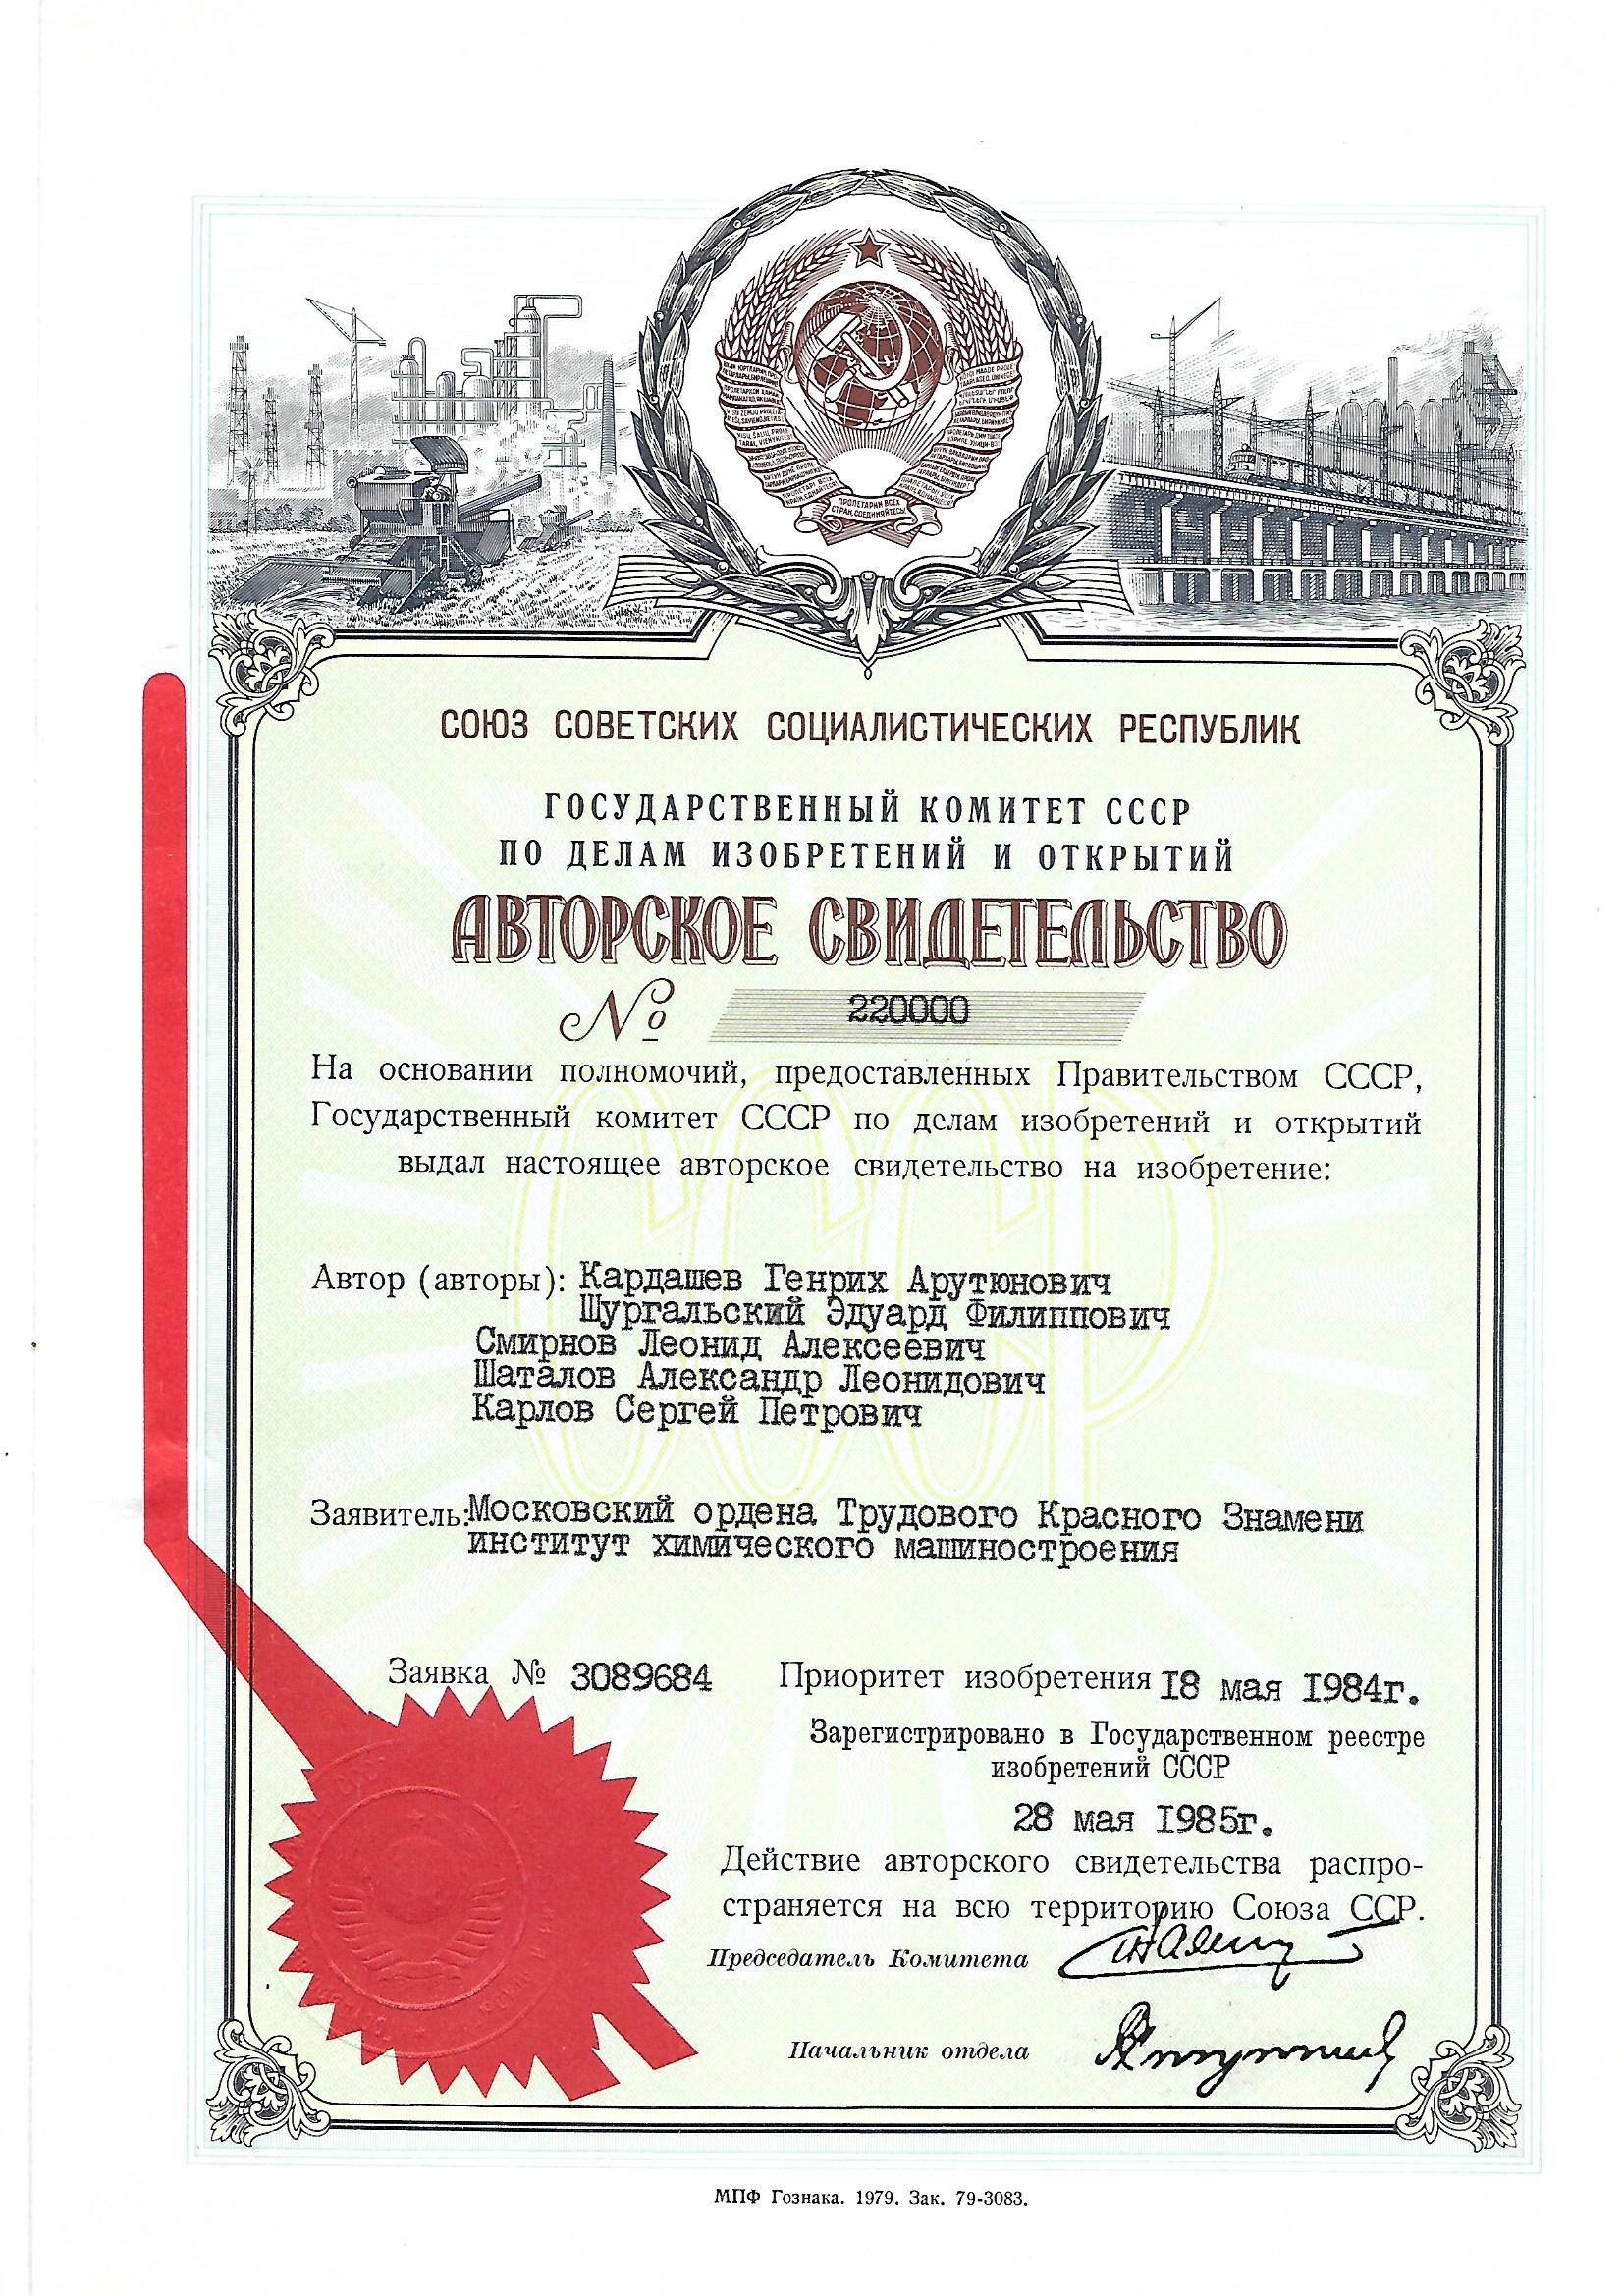 ПРОЛЕТАРИИ ВСЕХ
СТРАН, СОЕДИНЯЙТЕСЬ!
СОЮЗ СОВЕТСКИХ СОЦИАЛИСТИЧЕСКИХ РЕСПУБЛИК
ГОСУДАРСТВЕННЫЙ КОМИТЕТ СССР
ПО ДЕЛАМ ИЗОБРЕТЕНИЙ И ОТКРЫТИЙ
АВТОРСКОЕ СВИДЕТЕЛЬСТВО
№ 220000
На основании полномочий, предоставленных Правительством СССР,
Государственный комитет СССР по делам изобретений и открытий
выдал настоящее авторское свидетельство на изобретение:
СССР
Автор (авторы): Кардашев Генрих Арутюнович
Шургальский Эдуард Филиппович
Смирнов Леонид Алексеевич
Шаталов Александр Леонидович
Карлов Сергей Петрович
Заявитель: Московский ордена Трудового Красного Знамени
институт химического машиностроения
Заявка № 3089684 Приоритет изобретения 18 мая 1984г.
Зарегистрировано в Государственном реестре
изобретений СССР
28 мая 1985г.
Действие авторского свидетельства распро-
страняется на всю территорию Союза ССР.
Председатель Комитета
Начальник отдела
МПФ Гознака. 1979. Зак. 79-3083.